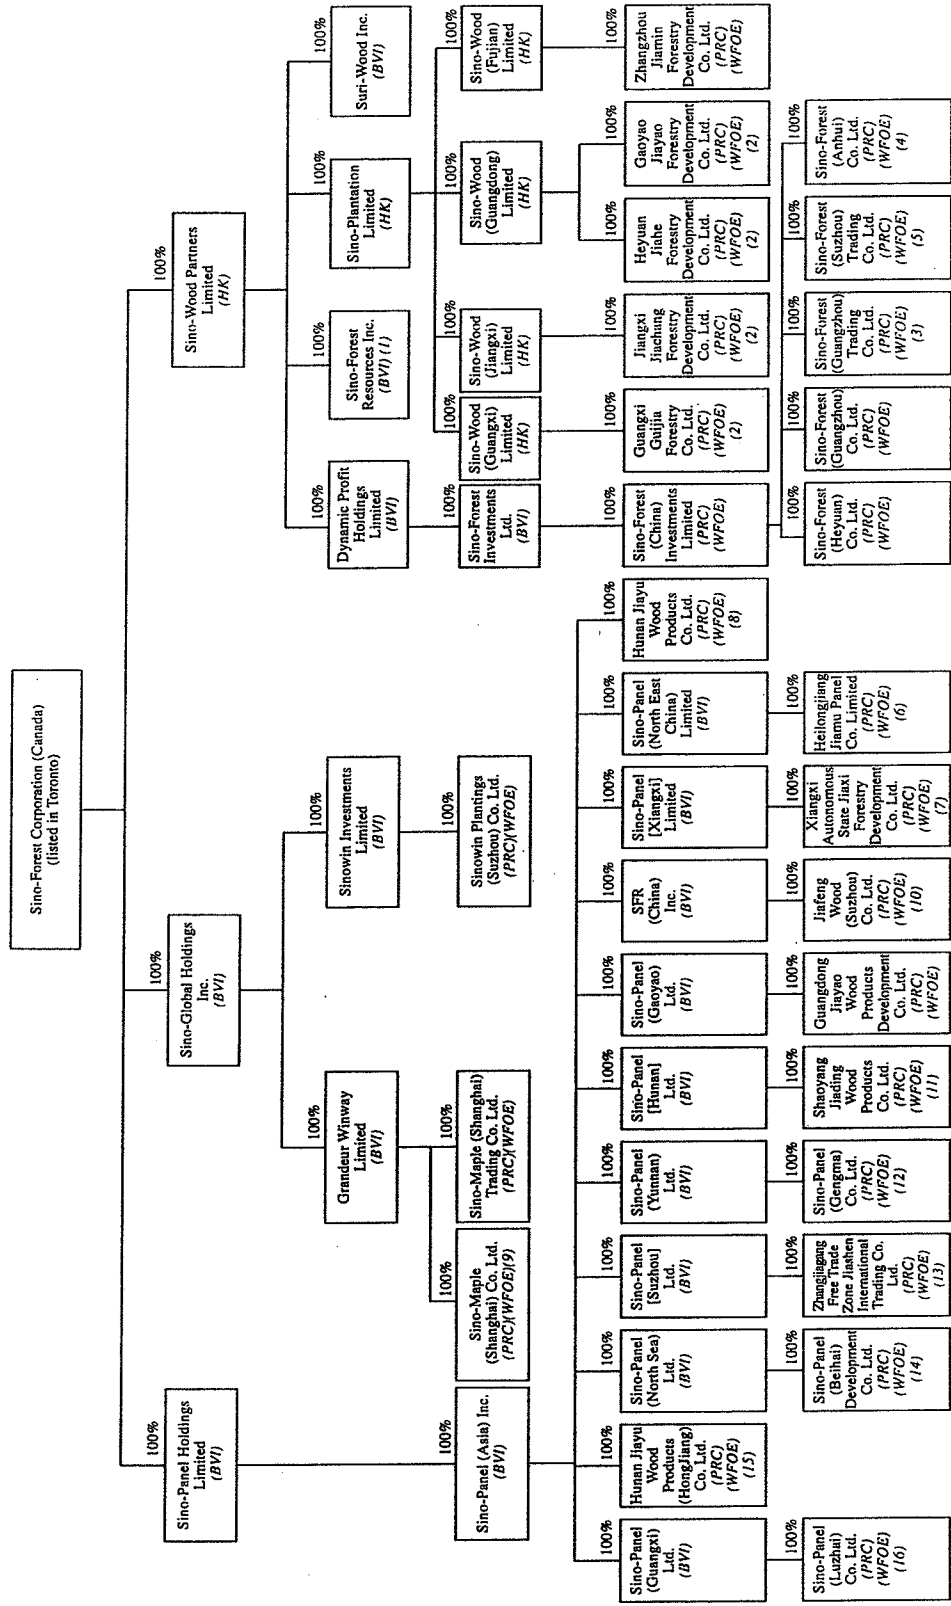 Sino-Forest Corporation (Canada)
(listed in Toronto)
100%
Sino-Panel Holdings
Limited
(BVI)
100%
Sino-Global Holdings
Inc.
(BVI)
100%
Sino-Wood Partners
Limited
(HK)
100%
Grandeur Winway
Limited
(BVI)
100%
Sinowin Investments
Limited
(BVI)
100%
Dynamic Profit
Holdings
Limited
(BVI)
100%
Sino-Forest
Resources Inc.
(BVI) (1)
100%
Sino-Plantation
Limited
(HK)
100%
Suri-Wood Inc.
(BVI)
100%
Sino-Panel (Asia) Inc.
(BVI)
100%
Sino-Maple
(Shanghai) Co. Ltd.
(PRC)(WFOE)(9)
100%
Sino-Maple (Shanghai)
Trading Co. Ltd.
(PRC)(WFOE)
100%
Sinowin Plantings
(Suzhou) Co. Ltd.
(PRC)(WFOE)
100%
Sino-Forest
Investments
Ltd.
(BVI)
100%
Sino-Wood
(Guangxi)
Limited
(HK)
100%
Sino-Wood
(Jiangxi)
Limited
(HK)
100%
Sino-Wood
(Guangdong)
Limited
(HK)
100%
Sino-Wood
(Fujian)
Limited
(HK)
100%
Sino-Panel
(Guangxi)
Ltd.
(BVI)
100%
Hunan Jiayu
Wood
Products
(HongJiang)
Co. Ltd.
(PRC)
(WFOE)
(15)
100%
Sino-Panel
(North Sea)
Ltd.
(BVI)
100%
Sino-Panel
[Suzhou]
Ltd.
(BVI)
100%
Sino-Panel
(Yunnan)
Ltd.
(BVI)
100%
Sino-Panel
[Hunan]
Ltd.
(BVI)
100%
Sino-Panel
(Gaoyao)
Ltd.
(BVI)
100%
SFR
(China)
Inc.
(BVI)
100%
Sino-Panel
[Xiangxi]
Limited
(BVI)
100%
Sino-Panel
(North East
China)
Limited
(BVI)
100%
Hunan Jiayu
Wood
Products
Co. Ltd.
(PRC)
(WFOE)
(8)
100%
Sino-Forest
(China)
Investments
Limited
(PRC)
(WFOE)
100%
Guangxi
Guijia
Forestry
Co. Ltd.
(PRC)
(WFOE)
(2)
100%
Jiangxi
Jiachung
Forestry
Development
Co. Ltd.
(PRC)
(WFOE)
(2)
100%
Heyuan
Jiahe
Forestry
Development
Co. Ltd.
(PRC)
(WFOE)
(2)
100%
Gaoyao
Jiayao
Forestry
Development
Co. Ltd.
(PRC)
(WFOE)
(2)
100%
Zhangzhou
Jiamin
Forestry
Development
Co. Ltd.
(PRC)
(WFOE)
100%
Sino-Panel
(Luzhai)
Co. Ltd.
(PRC)
(WFOE)
(16)
100%
Sino-Panel
(Beihai)
Development
Co. Ltd.
(PRC)
(WFOE)
(14)
100%
Zhangjiagang
Free Trade
Zone Jiashen
International
Trading Co.
Ltd.
(PRC)
(WFOE)
(13)
100%
Sino-Panel
(Gengma)
Co. Ltd.
(PRC)
(WFOE)
(12)
100%
Shaoyang
Jiading
Wood
Products
Co. Ltd.
(PRC)
(WFOE)
(11)
100%
Guangdong
Jiayao
Wood
Products
Development
Co. Ltd.
(PRC)
(WFOE)
100%
Jiafeng
Wood
(Suzhou)
Co. Ltd.
(PRC)
(WFOE)
(10)
100%
Xiangxi
Autonomous
State Jiaxi
Forestry
Development
Co. Ltd.
(PRC)
(WFOE)
(7)
100%
Heilongjiang
Jiamu Panel
Co. Limited
(PRC)
(WFOE)
(6)
100%
Sino-Forest
(Heyuan)
Co. Ltd.
(PRC)
(WFOE)
100%
Sino-Forest
(Guangzhou)
Co. Ltd.
(PRC)
(WFOE)
100%
Sino-Forest
(Guangzhou)
Trading
Co. Ltd.
(PRC)
(WFOE)
(3)
100%
Sino-Forest
(Suzhou)
Trading
Co. Ltd.
(PRC)
(WFOE)
(5)
100%
Sino-Forest
(Anhui)
Co. Ltd.
(PRC)
(WFOE)
(4)